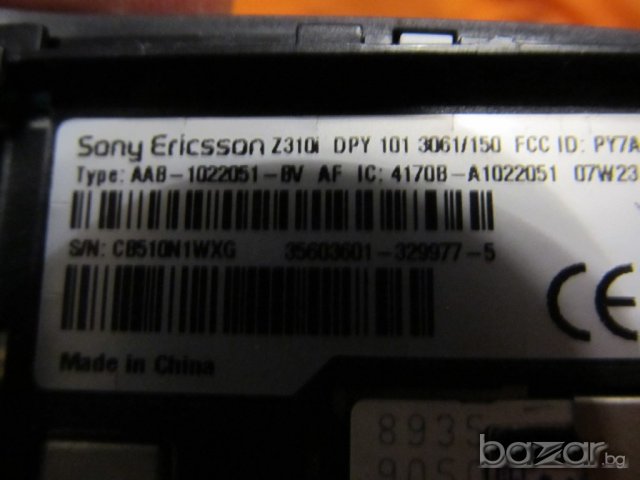 Sony Ericsson Z310i DPY 101 3061/150 FCC ID: PY7A
Type: AAB-1022051-BV AF IC: 4170B-A1022051 07W23
S/N: CB510N1WXG 35603601-329977-5
CE
Made in China
893S
bazar.bg